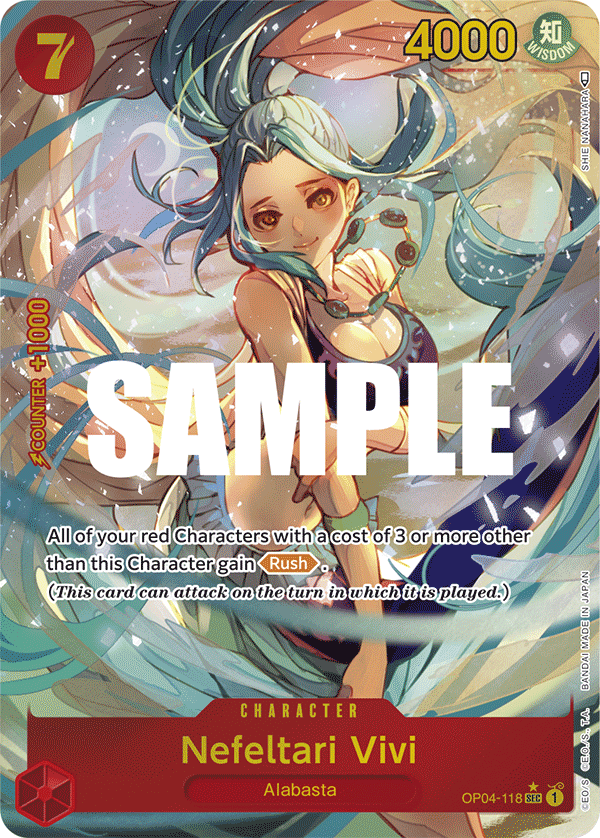 7
4000
知
WISDOM
SHIE NANAHARA
COUNTER +1000
SAMPLE
All of your red Characters with a cost of 3 or more other
than this Character gain Rush.
(This card can attack on the turn in which it is played.)
BANDAI MADE IN JAPAN
©E.O./S., T.A.
©EO/S
CHARACTER
Nefeltari Vivi
Alabasta
OP04-118 SEC 1